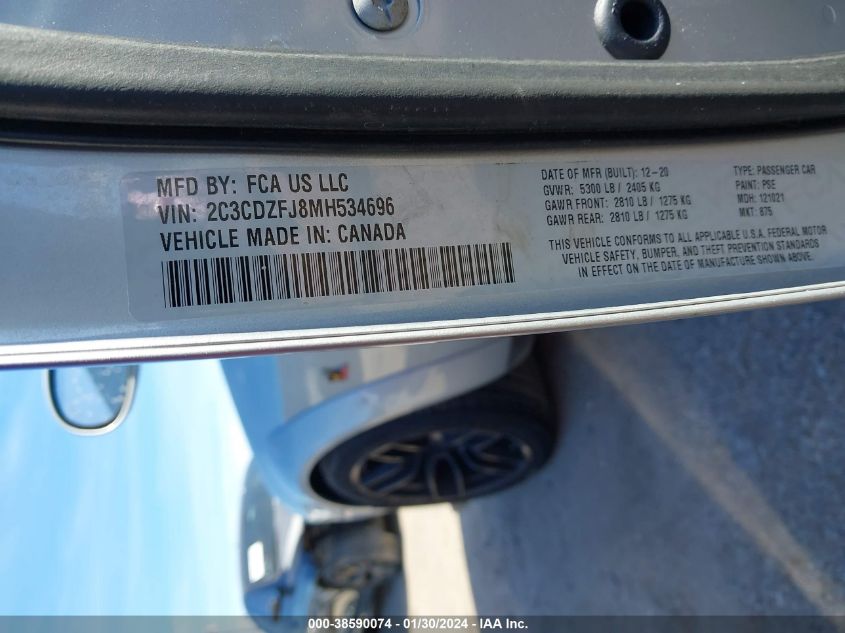 MFD BY: FCA US LLC
VIN: 2C3CDZFJ8MH534696
VEHICLE MADE IN: CANADA
DATE OF MFR (BUILT): 12-20
GVWR: 5300 LB / 2405 KG
GAWR FRONT: 2810 LB / 1275 KG
GAWR REAR: 2810 LB / 1275 KG
TYPE: PASSENGER CAR
PAINT: PSE
MDH: 121021
MKT: 875
THIS VEHICLE CONFORMS TO ALL APPLICABLE U.S.A. FEDERAL MOTOR
VEHICLE SAFETY, BUMPER, AND THEFT PREVENTION STANDARDS
IN EFFECT ON THE DATE OF MANUFACTURE SHOWN ABOVE.
000-38590074 - 01/30/2024 - IAA Inc.